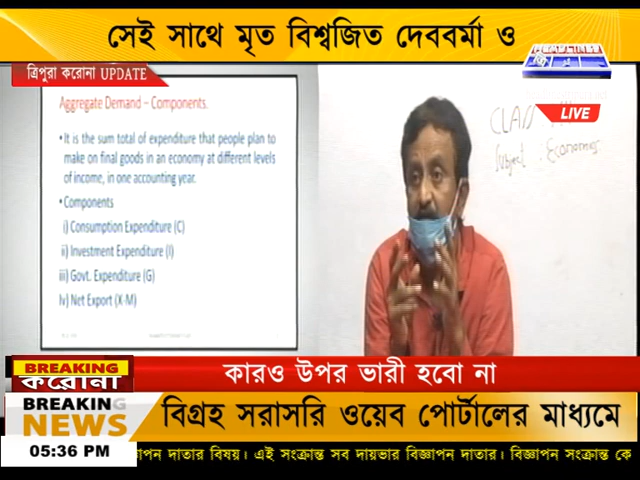 সেই সাথে মৃত বিশ্বজিত দেববর্মা ও
ত্রিপুরা করোনা UPDATE
LIVE
Aggregate Demand – Components.
• It is the sum total of expenditure that people plan to
make on final goods in an economy at different levels
of income, in one accounting year.
• Components
i) Consumption Expenditure (C)
ii) Investment Expenditure (I)
iii) Govt. Expenditure (G)
iv) Net Export (X-M)
CLASS
Subject : Economics
BREAKING
করোনা
কারও উপর ভারী হবো না
BREAKING
NEWS
বিগ্রহ সরাসরি ওয়েব পোর্টালের মাধ্যমে
05:36 PM
দাতার বিষয়। এই সংক্রান্ত সব দায়ভার বিজ্ঞাপন দাতার। বিজ্ঞাপন সংক্রান্ত কে